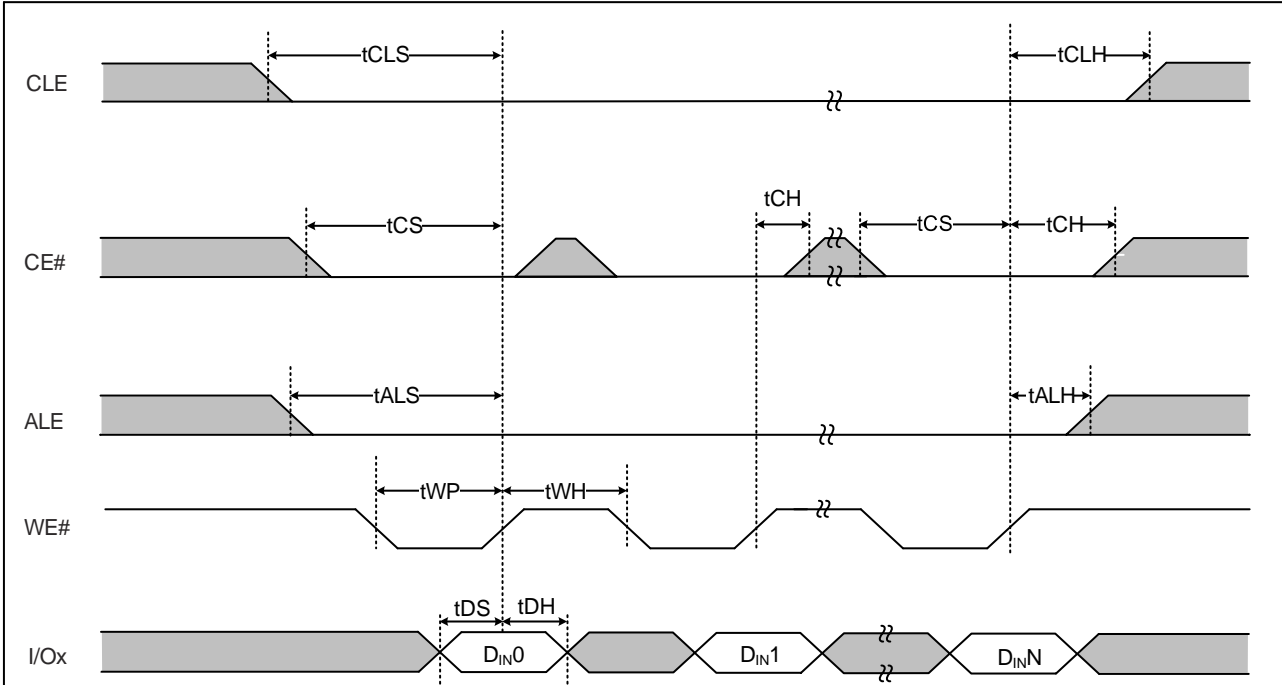 tCLS
tCLH
CLE
tCH
tCS
tCS
tCH
CE#
tALS
tALH
ALE
tWP
tWH
WE#
tDS
tDH
I/Ox
DIN0
DIN1
DINN